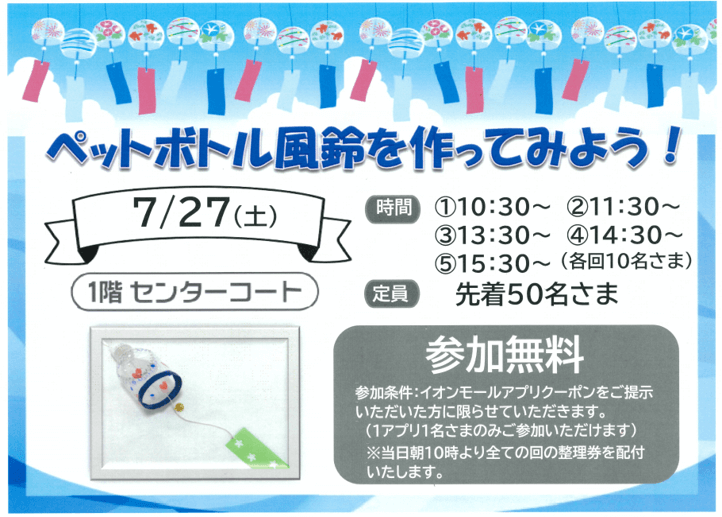 ペットボトル風鈴を作ってみよう！
7/27(土)
1階 センターコート
時間 ①10:30～ ②11:30～
③13:30～ ④14:30～
⑤15:30～(各回10名さま)
定員 先着50名さま
参加無料
参加条件:イオンモールアプリクーポンをご提示
いただいた方に限らせていただきます。
(1アプリ1名さまのみご参加いただけます)
※当日朝10時より全ての回の整理券を配付
いたします。